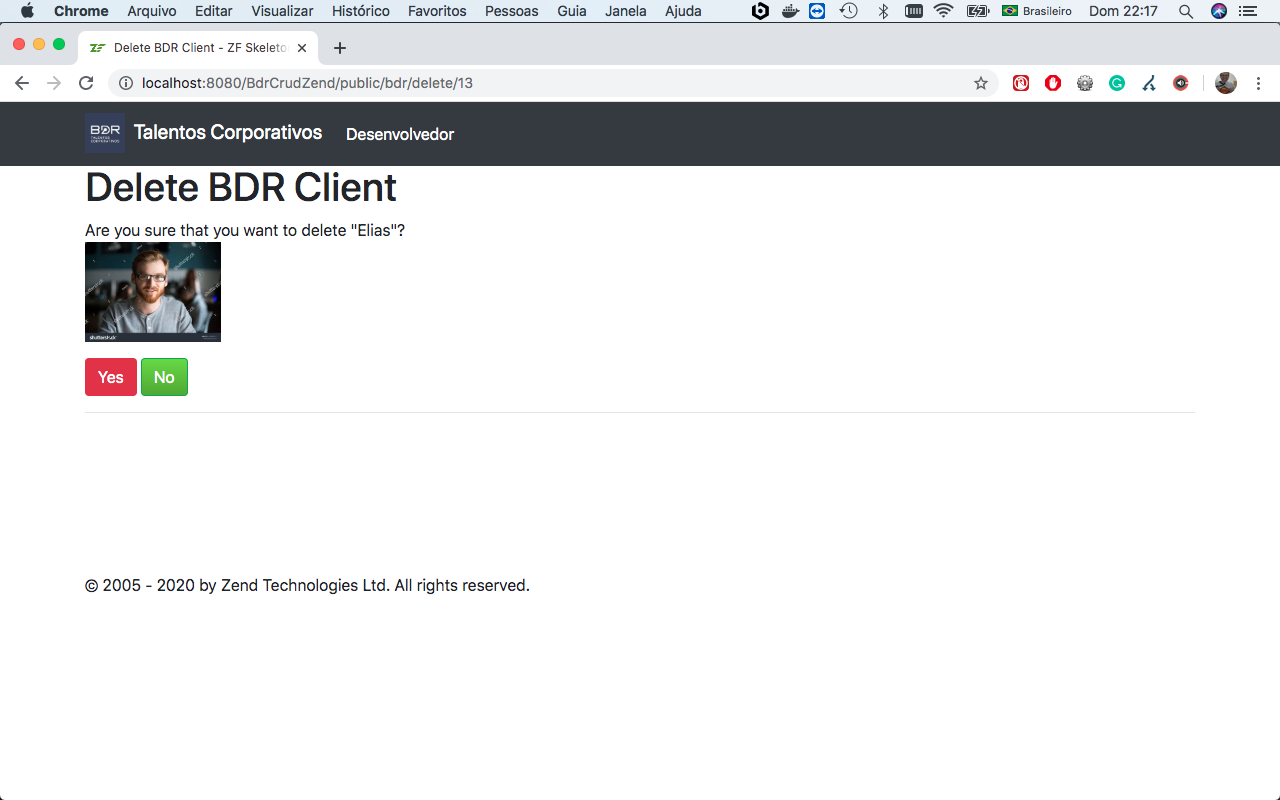 Chrome Arquivo Editar Visualizar Histórico Favoritos Pessoas Guia Janela Ajuda Brasileiro Dom 22:17
Delete BDR Client - ZF Skeleto
localhost:8080/BdrCrudZend/public/bdr/delete/13
BDR
TALENTOS
CORPORATIVOS
Talentos Corporativos Desenvolvedor
Delete BDR Client
Are you sure that you want to delete "Elias"?
shutterstock
Yes No
© 2005 - 2020 by Zend Technologies Ltd. All rights reserved.